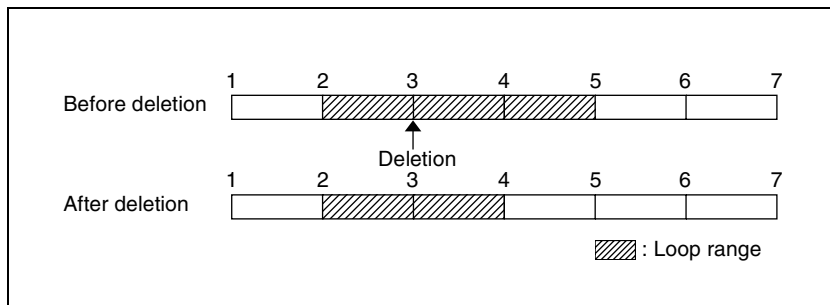 1 2 3 4 5 6 7
Before deletion
Deletion
1 2 3 4 5 6 7
After deletion
: Loop range